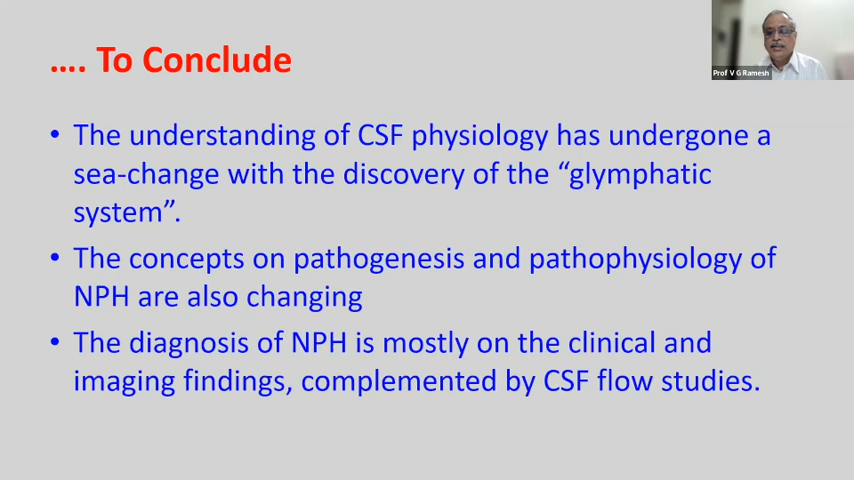 .... To Conclude
Prof V G Ramesh
• The understanding of CSF physiology has undergone a
sea-change with the discovery of the “glymphatic
system”.
• The concepts on pathogenesis and pathophysiology of
NPH are also changing
• The diagnosis of NPH is mostly on the clinical and
imaging findings, complemented by CSF flow studies.